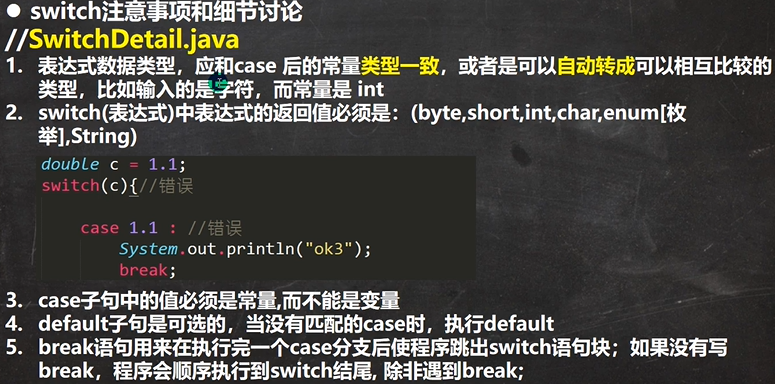 ● switch注意事项和细节讨论
//SwitchDetail.java
1. 表达式数据类型，应和case 后的常量类型一致，或者是可以自动转成可以相互比较的
类型，比如输入的是字符，而常量是 int
2. switch(表达式)中表达式的返回值必须是：(byte,short,int,char,enum[枚
举],String)
double c = 1.1;
switch(c){//错误
case 1.1 : //错误
System.out.println("ok3");
break;
3. case子句中的值必须是常量,而不能是变量
4. default子句是可选的，当没有匹配的case时，执行default
5. break语句用来在执行完一个case分支后使程序跳出switch语句块；如果没有写
break，程序会顺序执行到switch结尾, 除非遇到break;